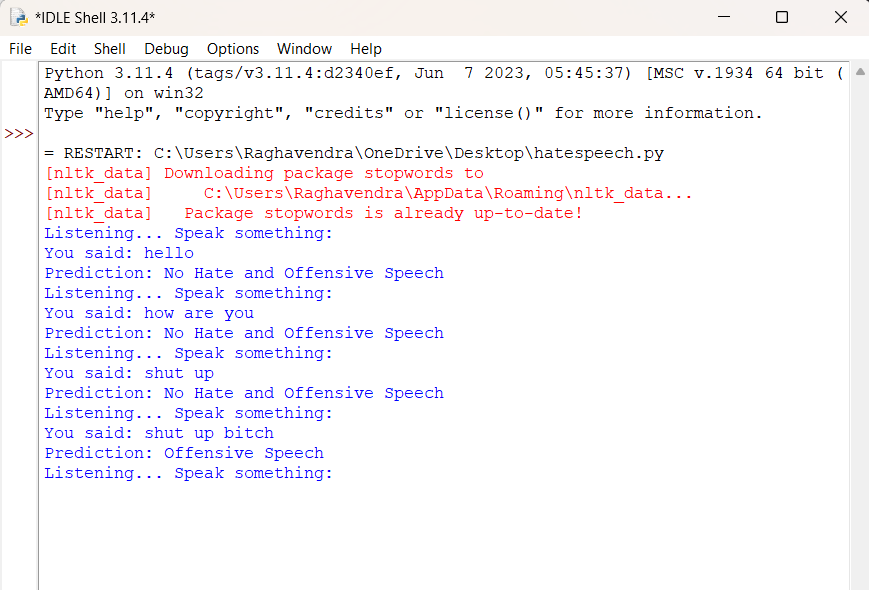 *IDLE Shell 3.11.4*
File Edit Shell Debug Options Window Help
Python 3.11.4 (tags/v3.11.4:d2340ef, Jun  7 2023, 05:45:37) [MSC v.1934 64 bit (
AMD64)] on win32
Type "help", "copyright", "credits" or "license()" for more information.
>>>
= RESTART: C:\Users\Raghavendra\OneDrive\Desktop\hatespeech.py
[nltk_data] Downloading package stopwords to
[nltk_data]     C:\Users\Raghavendra\AppData\Roaming\nltk_data...
[nltk_data]   Package stopwords is already up-to-date!
Listening... Speak something:
You said: hello
Prediction: No Hate and Offensive Speech
Listening... Speak something:
You said: how are you
Prediction: No Hate and Offensive Speech
Listening... Speak something:
You said: shut up
Prediction: No Hate and Offensive Speech
Listening... Speak something:
You said: shut up bitch
Prediction: Offensive Speech
Listening... Speak something: